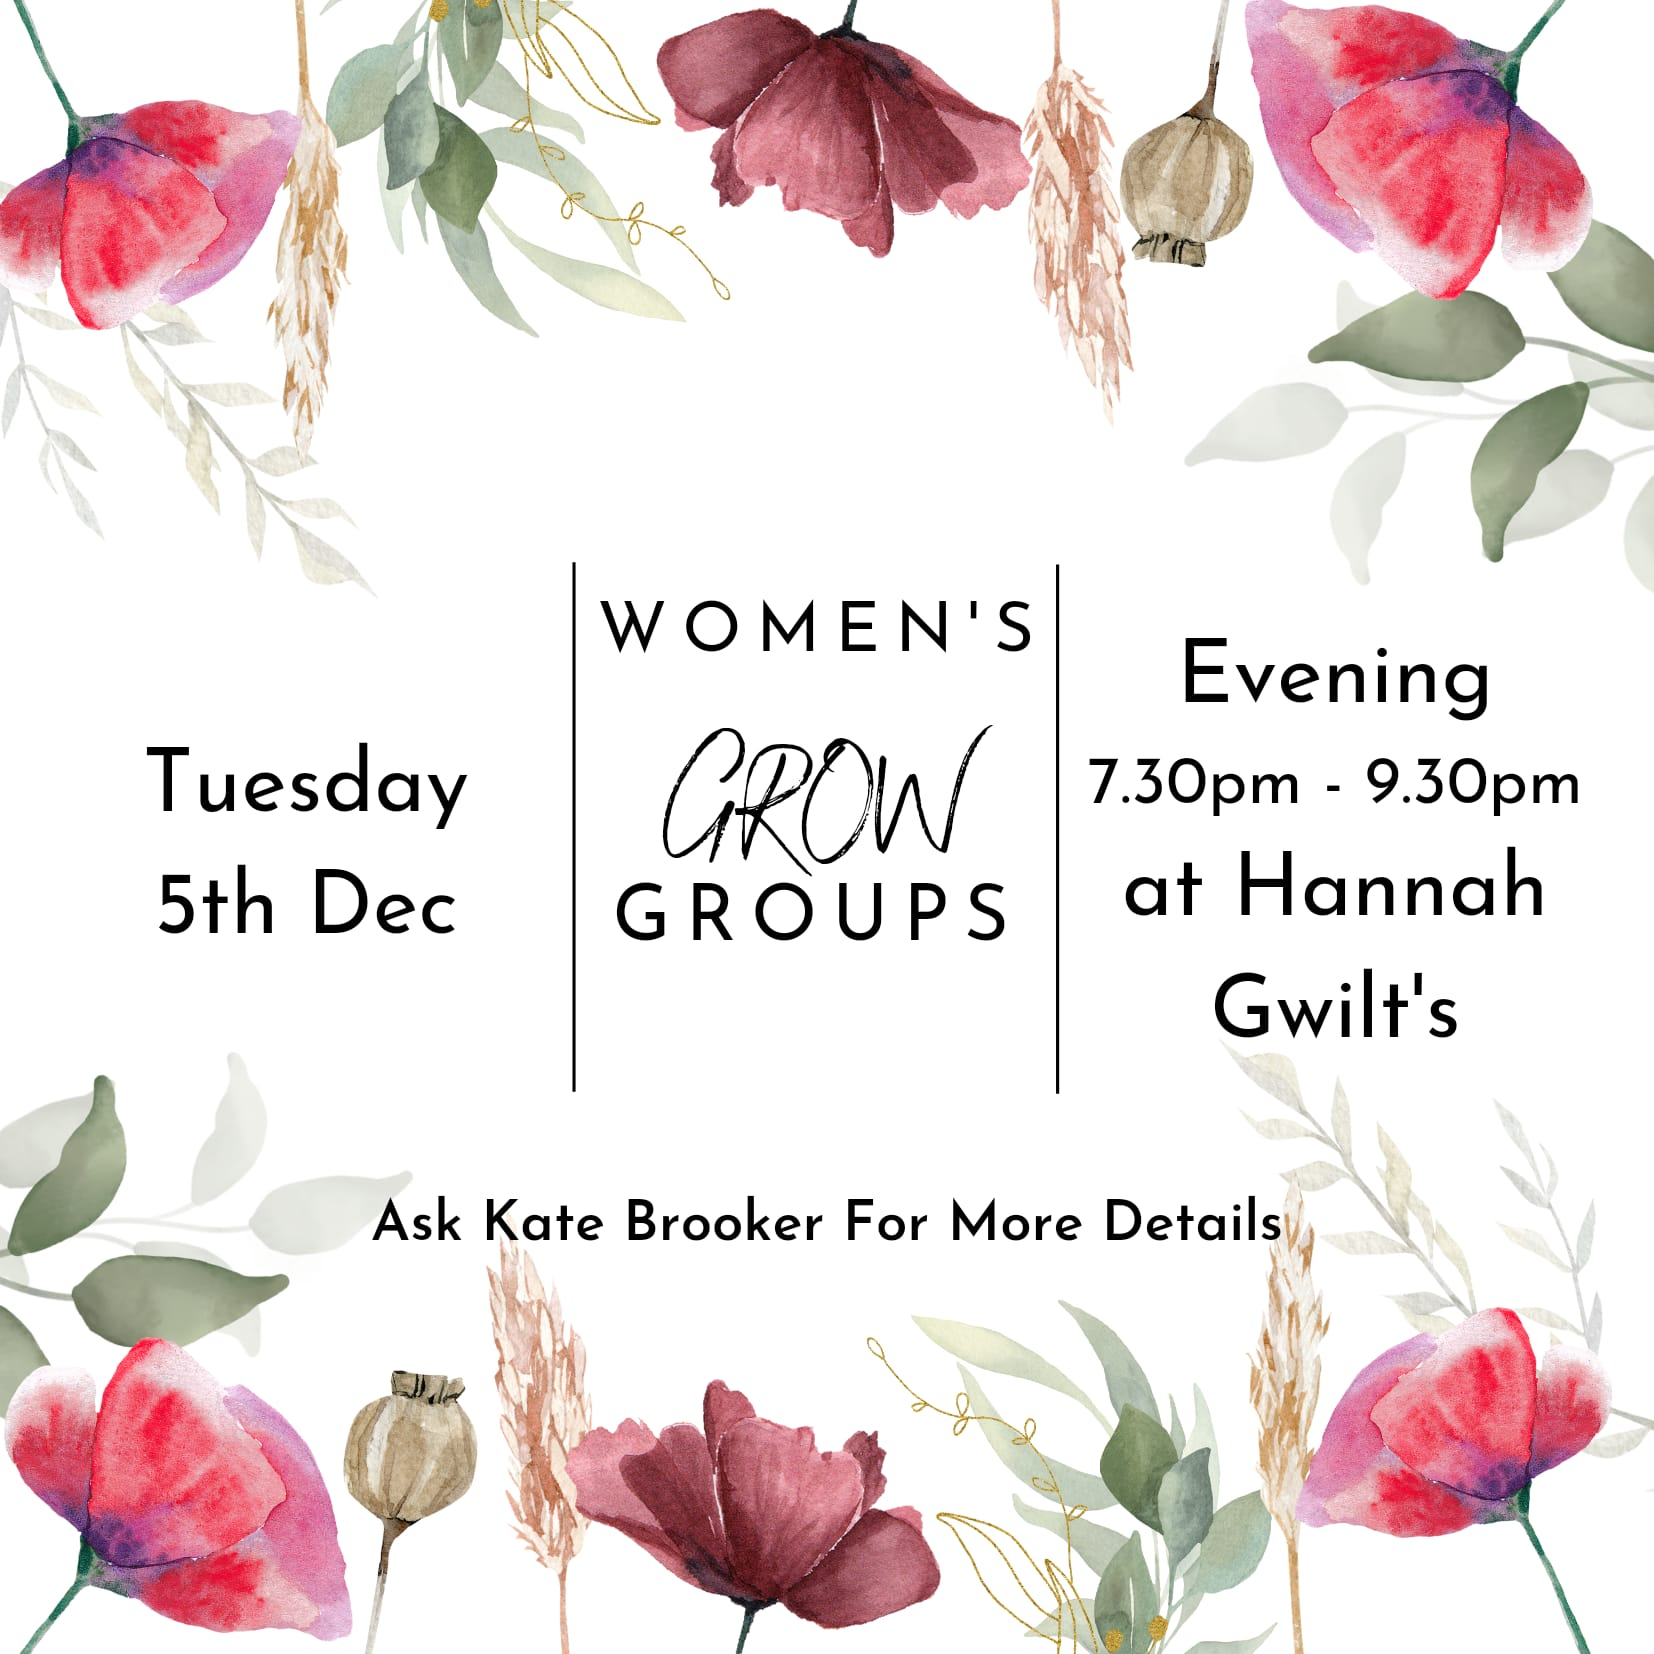 Tuesday
5th Dec
WOMEN'S
GROW
GROUPS
Evening
7.30pm - 9.30pm
at Hannah
Gwilt's
Ask Kate Brooker For More Details